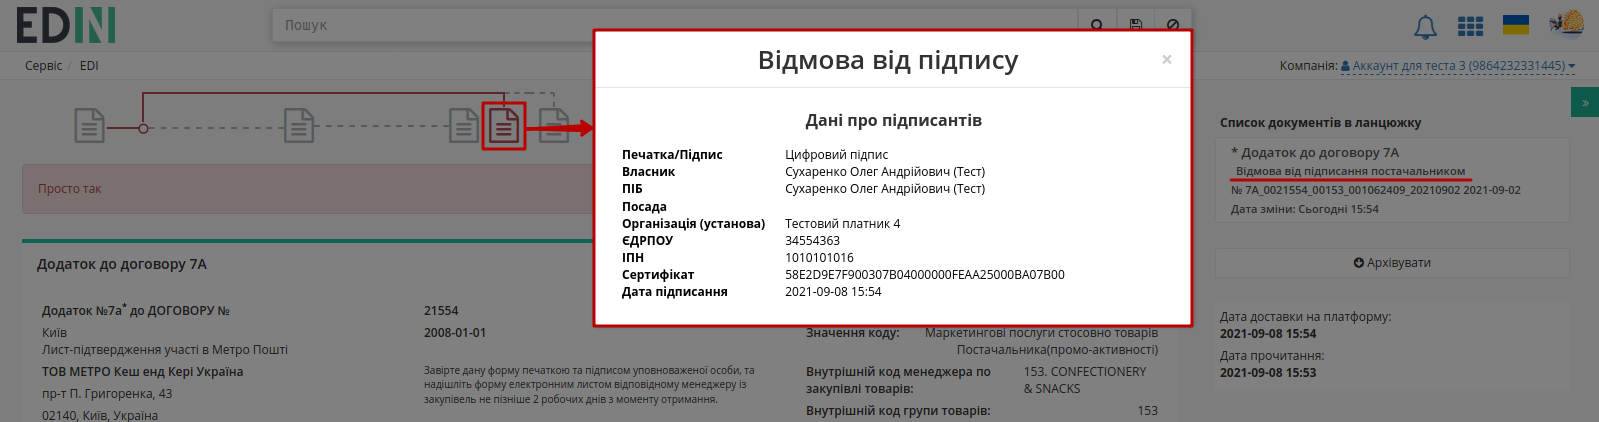 EDIN
Пошук
Сервіс / EDI
Компанія: Аккаунт для теста 3 (9864232331445)
Відмова від підпису
×
Дані про підписантів
Печатка/Підпис Цифровий підпис
Власник Сухаренко Олег Андрійович (Тест)
ПІБ Сухаренко Олег Андрійович (Тест)
Посада
Організація (установа) Тестовий платник 4
ЄДРПОУ 34554363
ІПН 1010101016
Сертифікат 58E2D9E7F900307B04000000FEAA25000BA07B00
Дата підписання 2021-09-08 15:54
»
Просто так
Додаток до договору 7А
Додаток №7а* до ДОГОВОРУ № 21554
Київ 2008-01-01
Лист-підтвердження участі в Метро Пошті
ТОВ МЕТРО Кеш енд Кері Україна
пр-т П. Григоренка, 43
02140, Київ, Україна
Завірте дану форму печаткою та підписом уповноваженої особи, та
надішліть форму електронним листом відповідному менеджеру із
закупівель не пізніше 2 робочих днів з моменту отримання.
Значення коду: Маркетингові послуги стосовно товарів
Постачальника(промо-активності)
Внутрішній код менеджера по 153. CONFECTIONERY
закупівлі товарів: & SNACKS
Внутрішній код групи товарів: 153
Список документів в ланцюжку
* Додаток до договору 7А
Відмова від підписання постачальником
№ 7А_0021554_00153_001062409_20210902 2021-09-02
Дата зміни: Сьогодні 15:54
Архівувати
Дата доставки на платформу:
2021-09-08 15:54
Дата прочитання:
2021-09-08 15:53